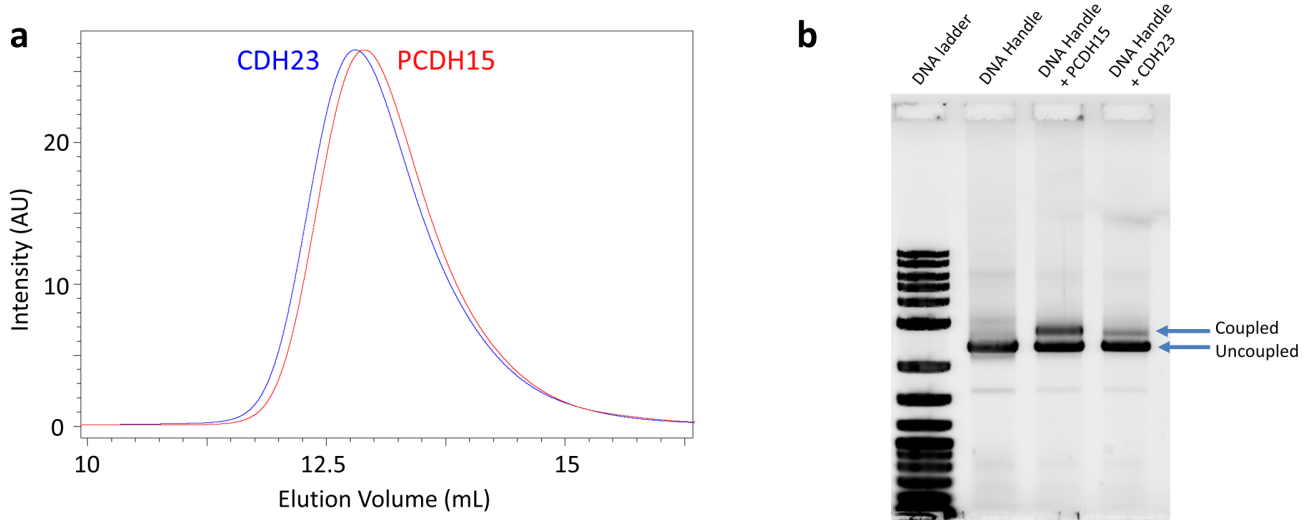 a
CDH23
PCDH15
20
10
0
Intensity (AU)
10
12.5
15
Elution Volume (mL)
b
DNA ladder
DNA Handle
DNA Handle
+ PCDH15
DNA Handle
+ CDH23
Coupled
Uncoupled